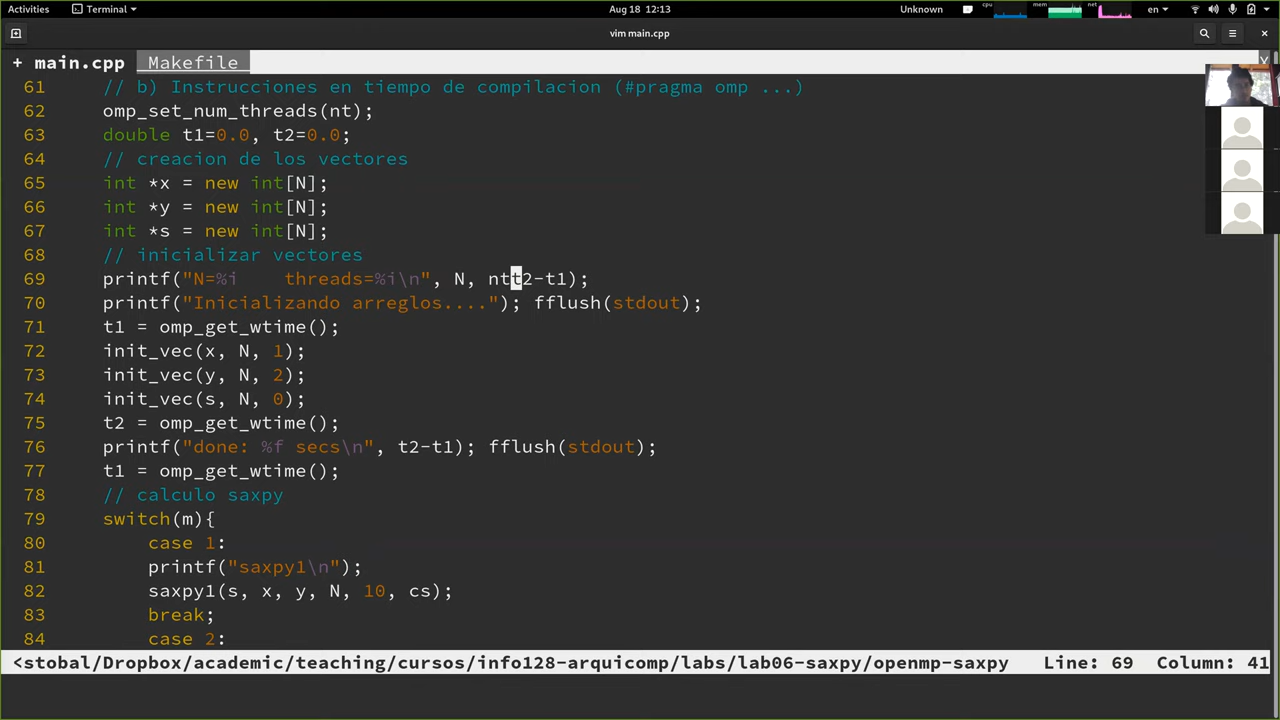 Activities Terminal Aug 18 12:13 Unknown cpu mem net en
vim main.cpp
+ main.cpp Makefile
61 // b) Instrucciones en tiempo de compilacion (#pragma omp ...)
62 omp_set_num_threads(nt);
63 double t1=0.0, t2=0.0;
64 // creacion de los vectores
65 int *x = new int[N];
66 int *y = new int[N];
67 int *s = new int[N];
68 // inicializar vectores
69 printf("N=%i    threads=%i\n", N, ntt2-t1);
70 printf("Inicializando arreglos...."); fflush(stdout);
71 t1 = omp_get_wtime();
72 init_vec(x, N, 1);
73 init_vec(y, N, 2);
74 init_vec(s, N, 0);
75 t2 = omp_get_wtime();
76 printf("done: %f secs\n", t2-t1); fflush(stdout);
77 t1 = omp_get_wtime();
78 // calculo saxpy
79 switch(m){
80 case 1:
81 printf("saxpy1\n");
82 saxpy1(s, x, y, N, 10, cs);
83 break;
84 case 2:
<stobal/Dropbox/academic/teaching/cursos/info128-arquicomp/labs/lab06-saxpy/openmp-saxpy Line: 69 Column: 41